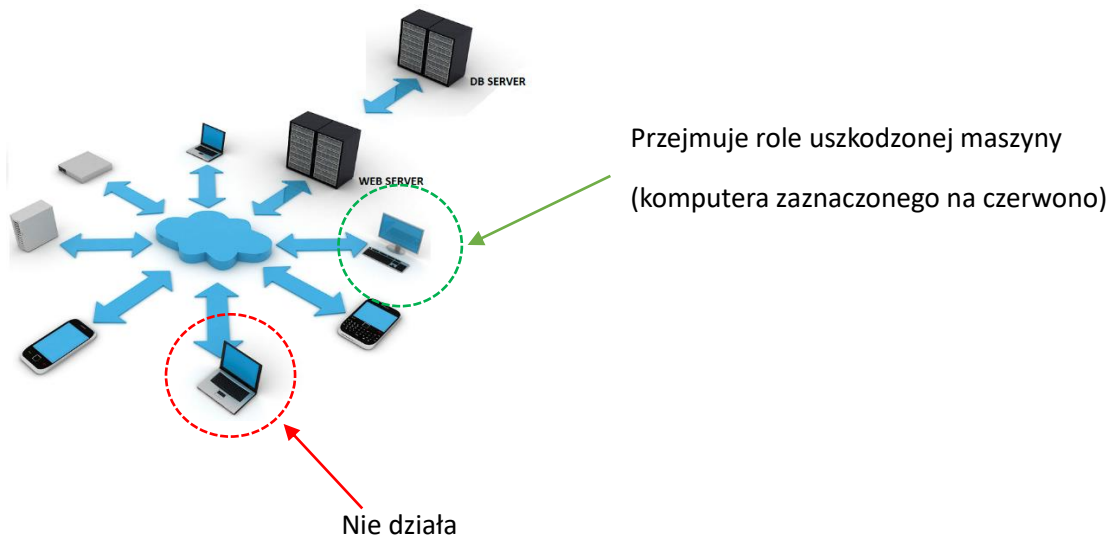 DB SERVER
WEB SERVER
Przejmuje role uszkodzonej maszyny
(komputera zaznaczonego na czerwono)
Nie działa